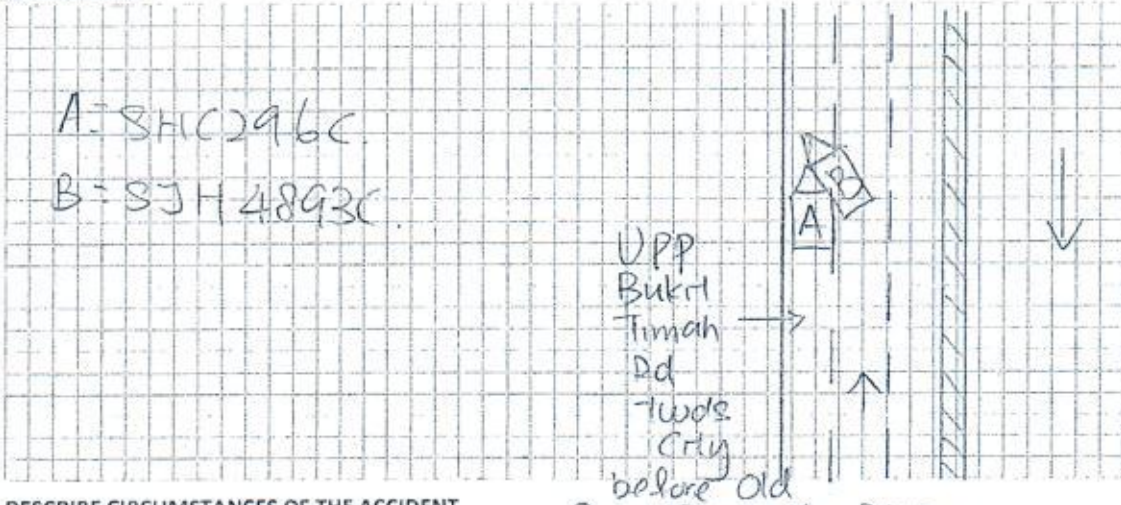 A = SHC296C
B = SJH4893C.
B
A
Upp
Bukit
Timah
Rd
twds
City
before Old
DESCRIBE CIRCUMSTANCES OF THE ACCIDENT